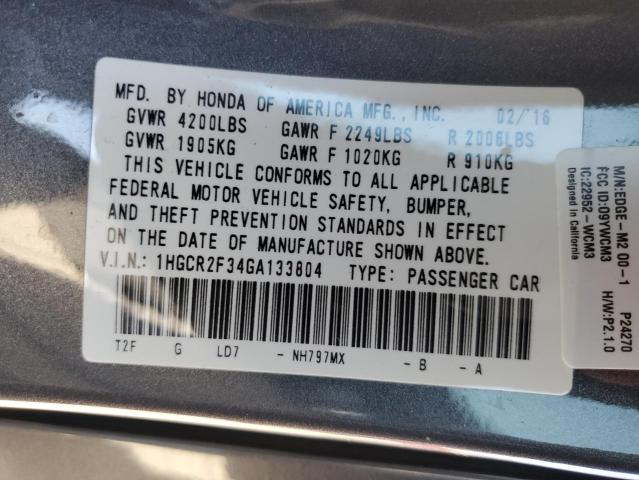 MFD. BY HONDA OF AMERICA MFG., INC. 02/'16
GVWR 4200LBS GAWR F 2249LBS R 2006LBS
GVWR 1905KG GAWR F 1020KG R 910KG
THIS VEHICLE CONFORMS TO ALL APPLICABLE
FEDERAL MOTOR VEHICLE SAFETY, BUMPER,
AND THEFT PREVENTION STANDARDS IN EFFECT
ON THE DATE OF MANUFACTURE SHOWN ABOVE.
V.I.N.: 1HGCR2F34GA133804 TYPE: PASSENGER CAR
T2F G LD7 - NH797MX - B - A
M/N:EDGE-M2 00-1 P24270
FCC ID:D9YWCM3 H/W:P2.1.0
IC:22952-WCM3
Designed in California